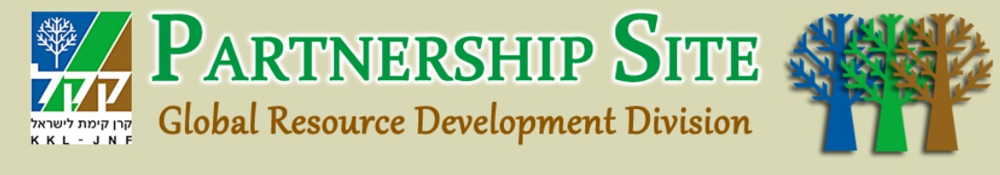 קקל
קרן קימת לישראל
KKL - JNF
PARTNERSHIP SITE
Global Resource Development Division